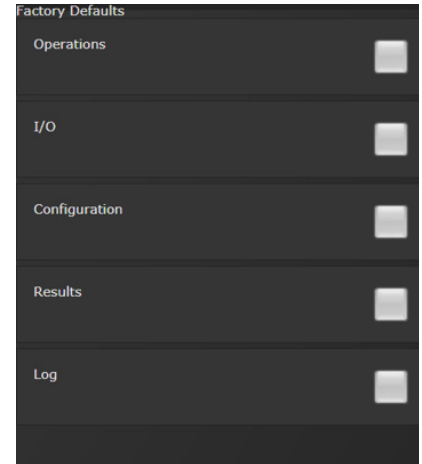 Factory Defaults
Operations
I/O
Configuration
Results
Log